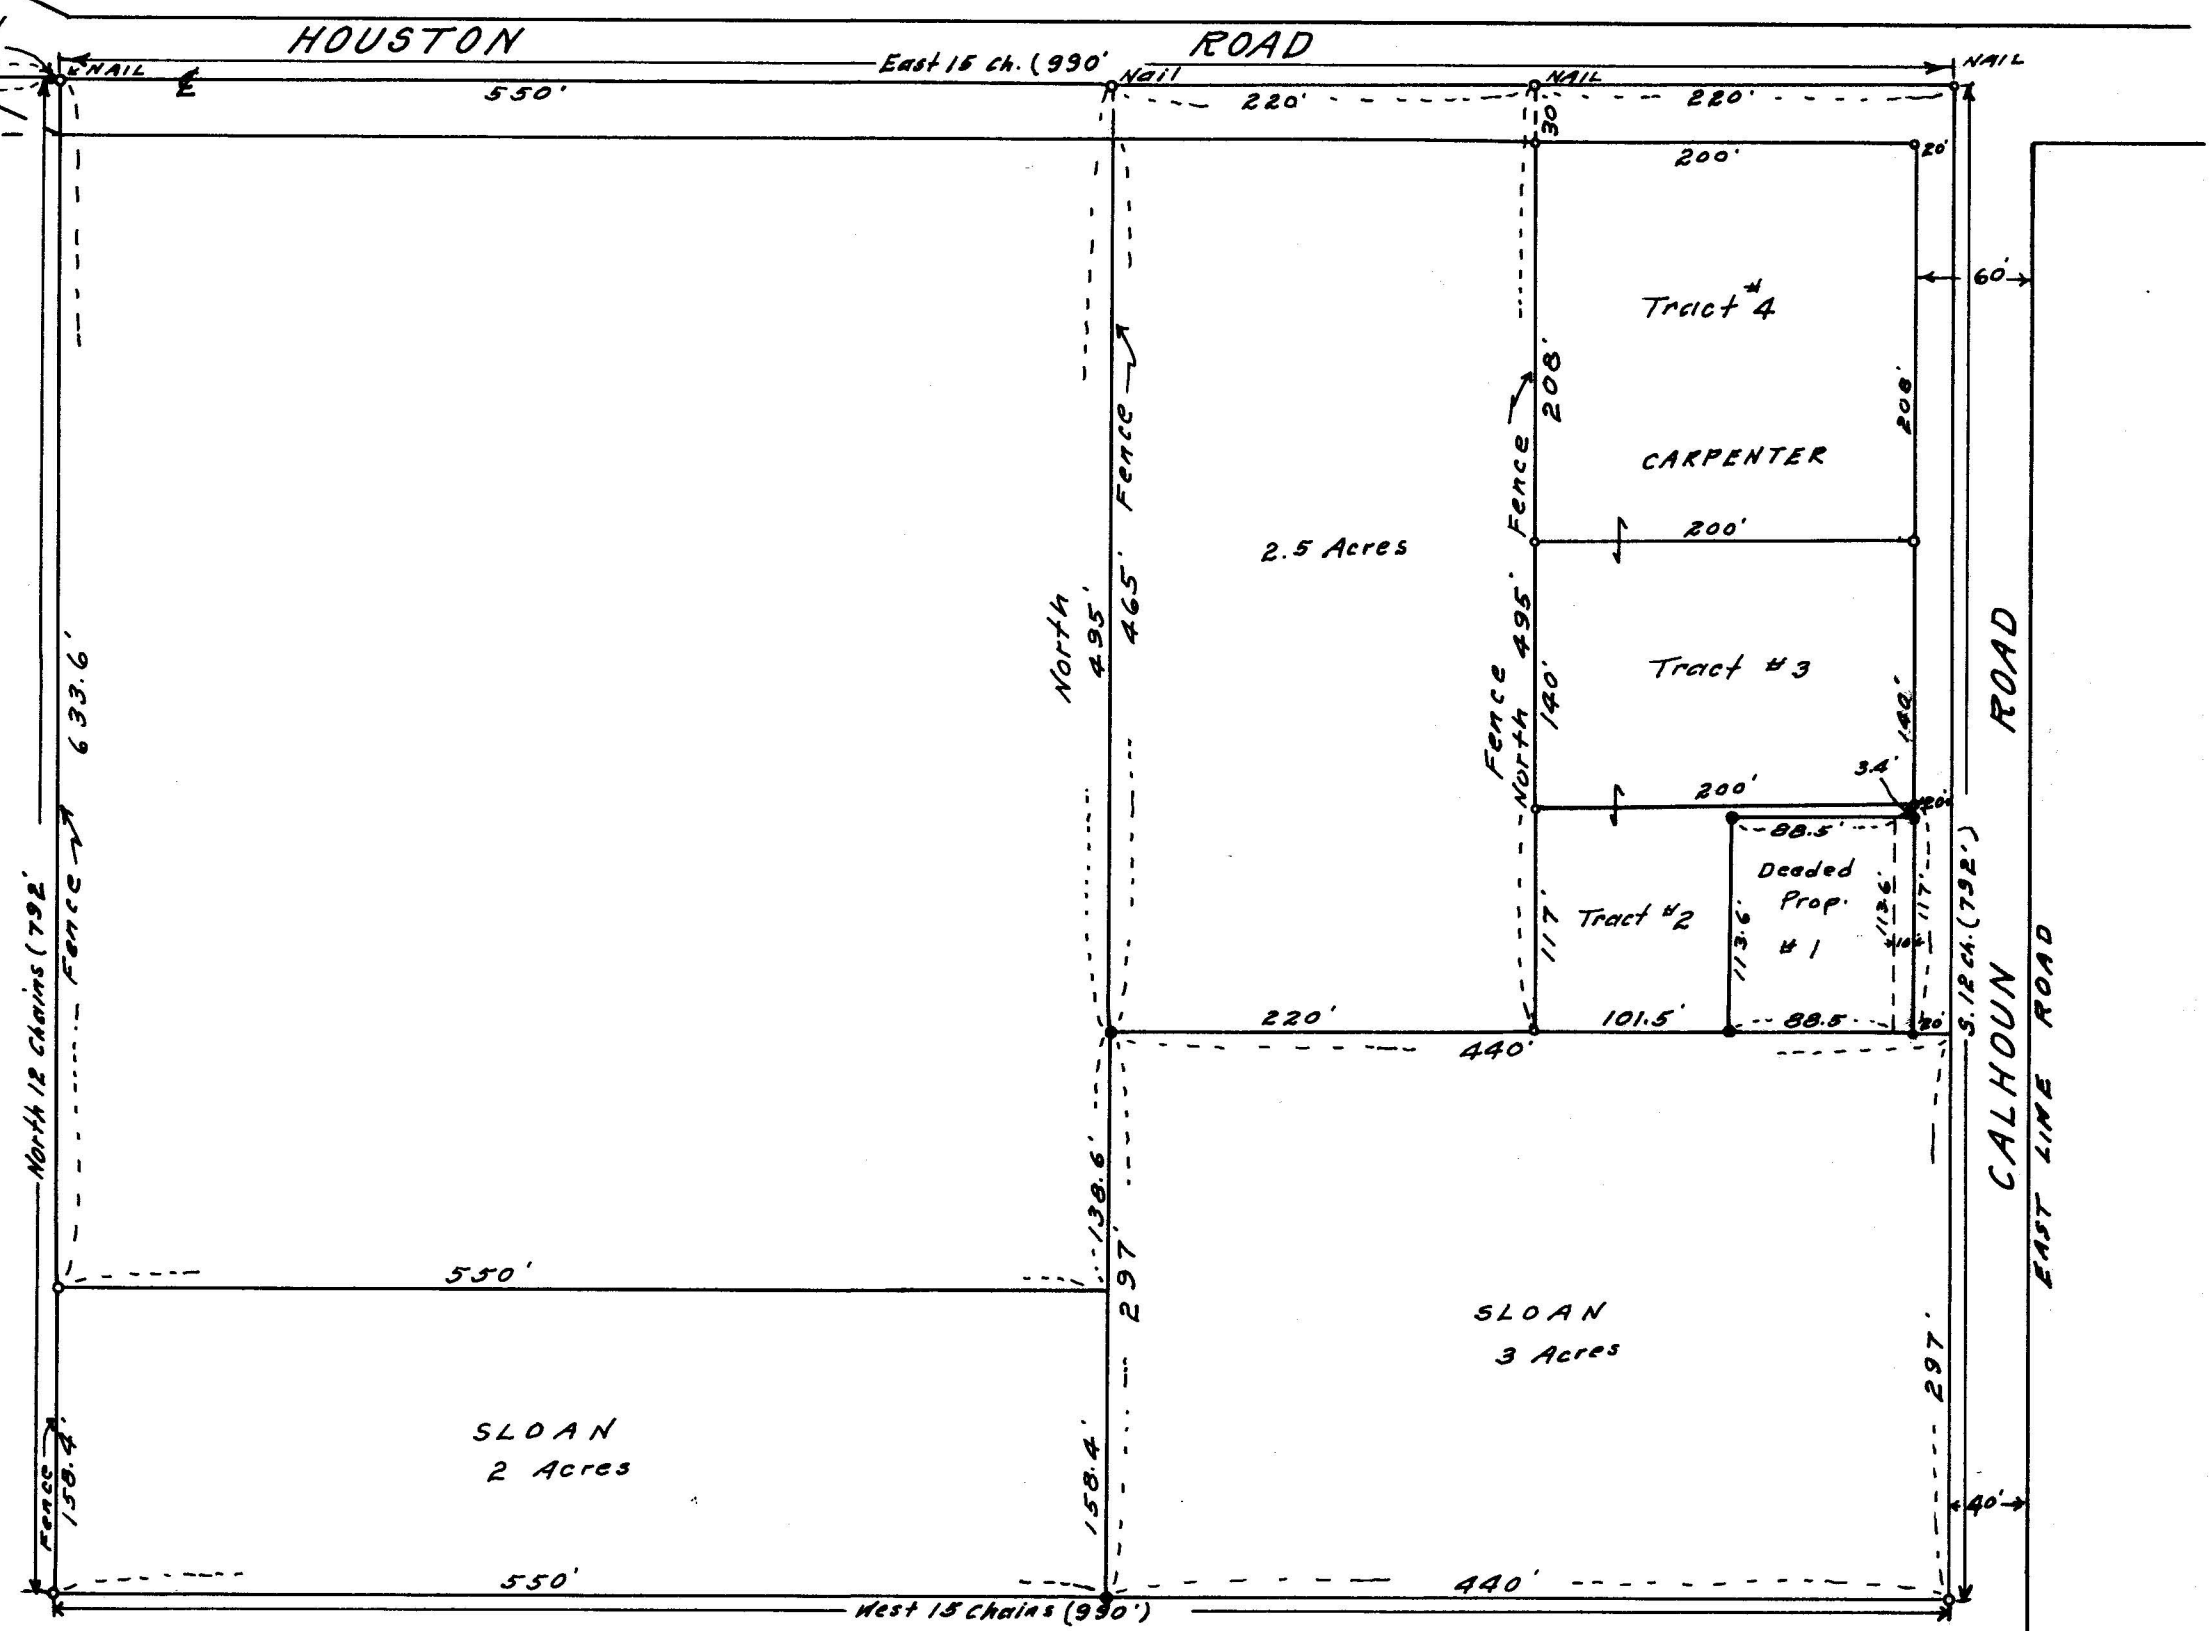 HOUSTON ROAD
East 15 ch. (990'
NAIL
℄
550'
Nail
220'
NAIL
220'
NAIL
30
200'
20'
60'
Tract #4
208'
208'
CARPENTER
Fence
Fence
200'
2.5 Acres
North
495'
465'
Fence
North 495'
140'
Tract #3
140'
633.6'
Fence
North 12 Chains (792'
3.4'
200'
20'
88.5'
Deaded
Prop.
#1
113.6'
113.6'
10'
117'
Tract #2
117'
S. 12 ch. (792')
CALHOUN ROAD
EAST LINE ROAD
220'
101.5'
88.5
20'
440'
138.6'
297'
550'
SLOAN
3 Acres
297'
SLOAN
2 Acres
Fence
158.4'
158.4'
40'
550'
440'
West 15 Chains (990')